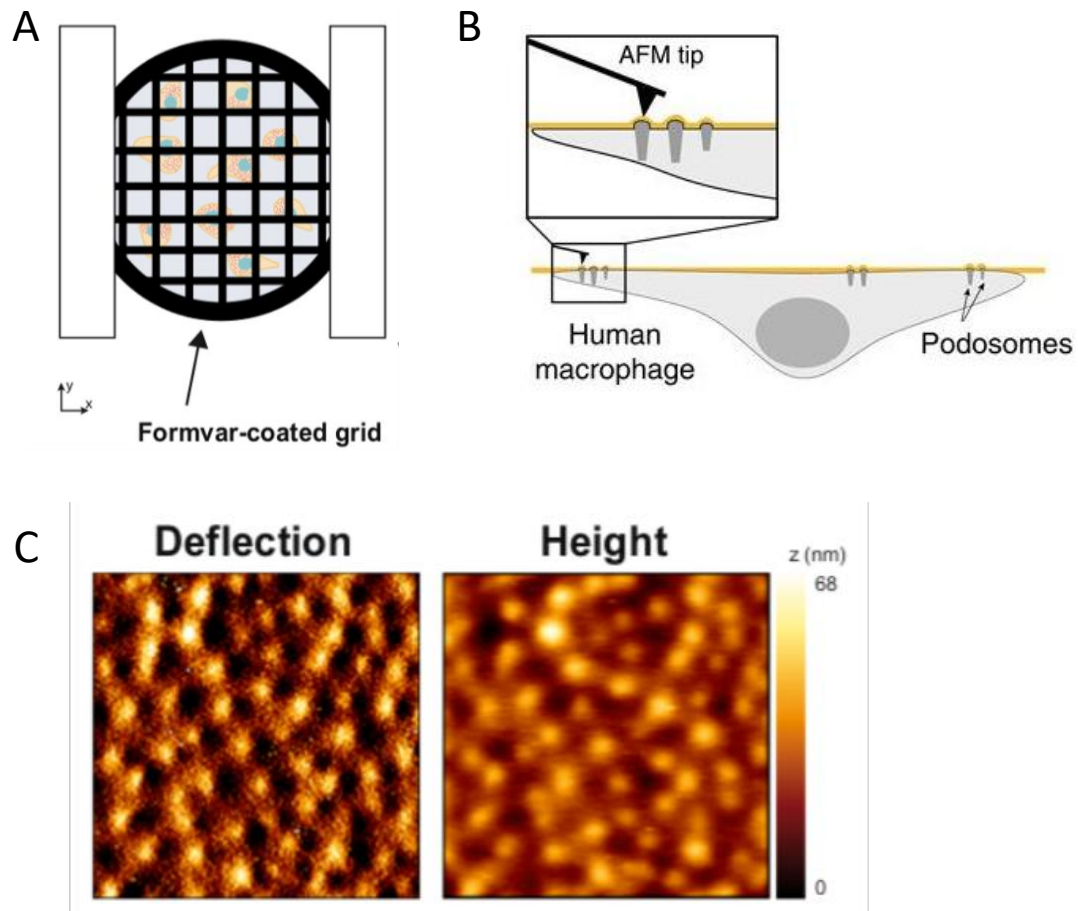 A
y
x
Formvar-coated grid
B
AFM tip
Human
macrophage
Podosomes
C
Deflection
Height
z (nm)
68
0